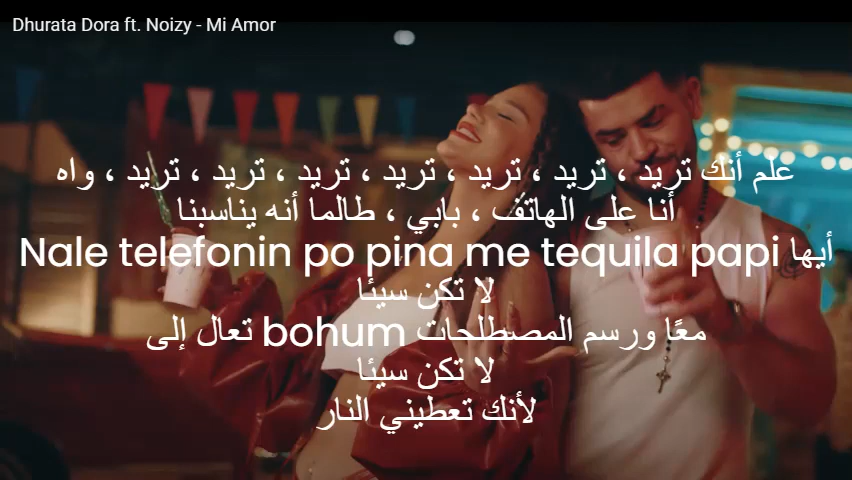 Dhurata Dora ft. Noizy - Mi Amor
علم أنك تريد ، تريد ، تريد ، تريد ، تريد ، تريد ، تريد ، واه
أنا على الهاتف ، بابي ، طالما أنه يناسبنا
أيها Nale telefonin po pina me tequila papi
لا تكن سيئا
معًا ورسم المصطلحات bohum تعال إلى
لا تكن سيئا
لأنك تعطيني النار